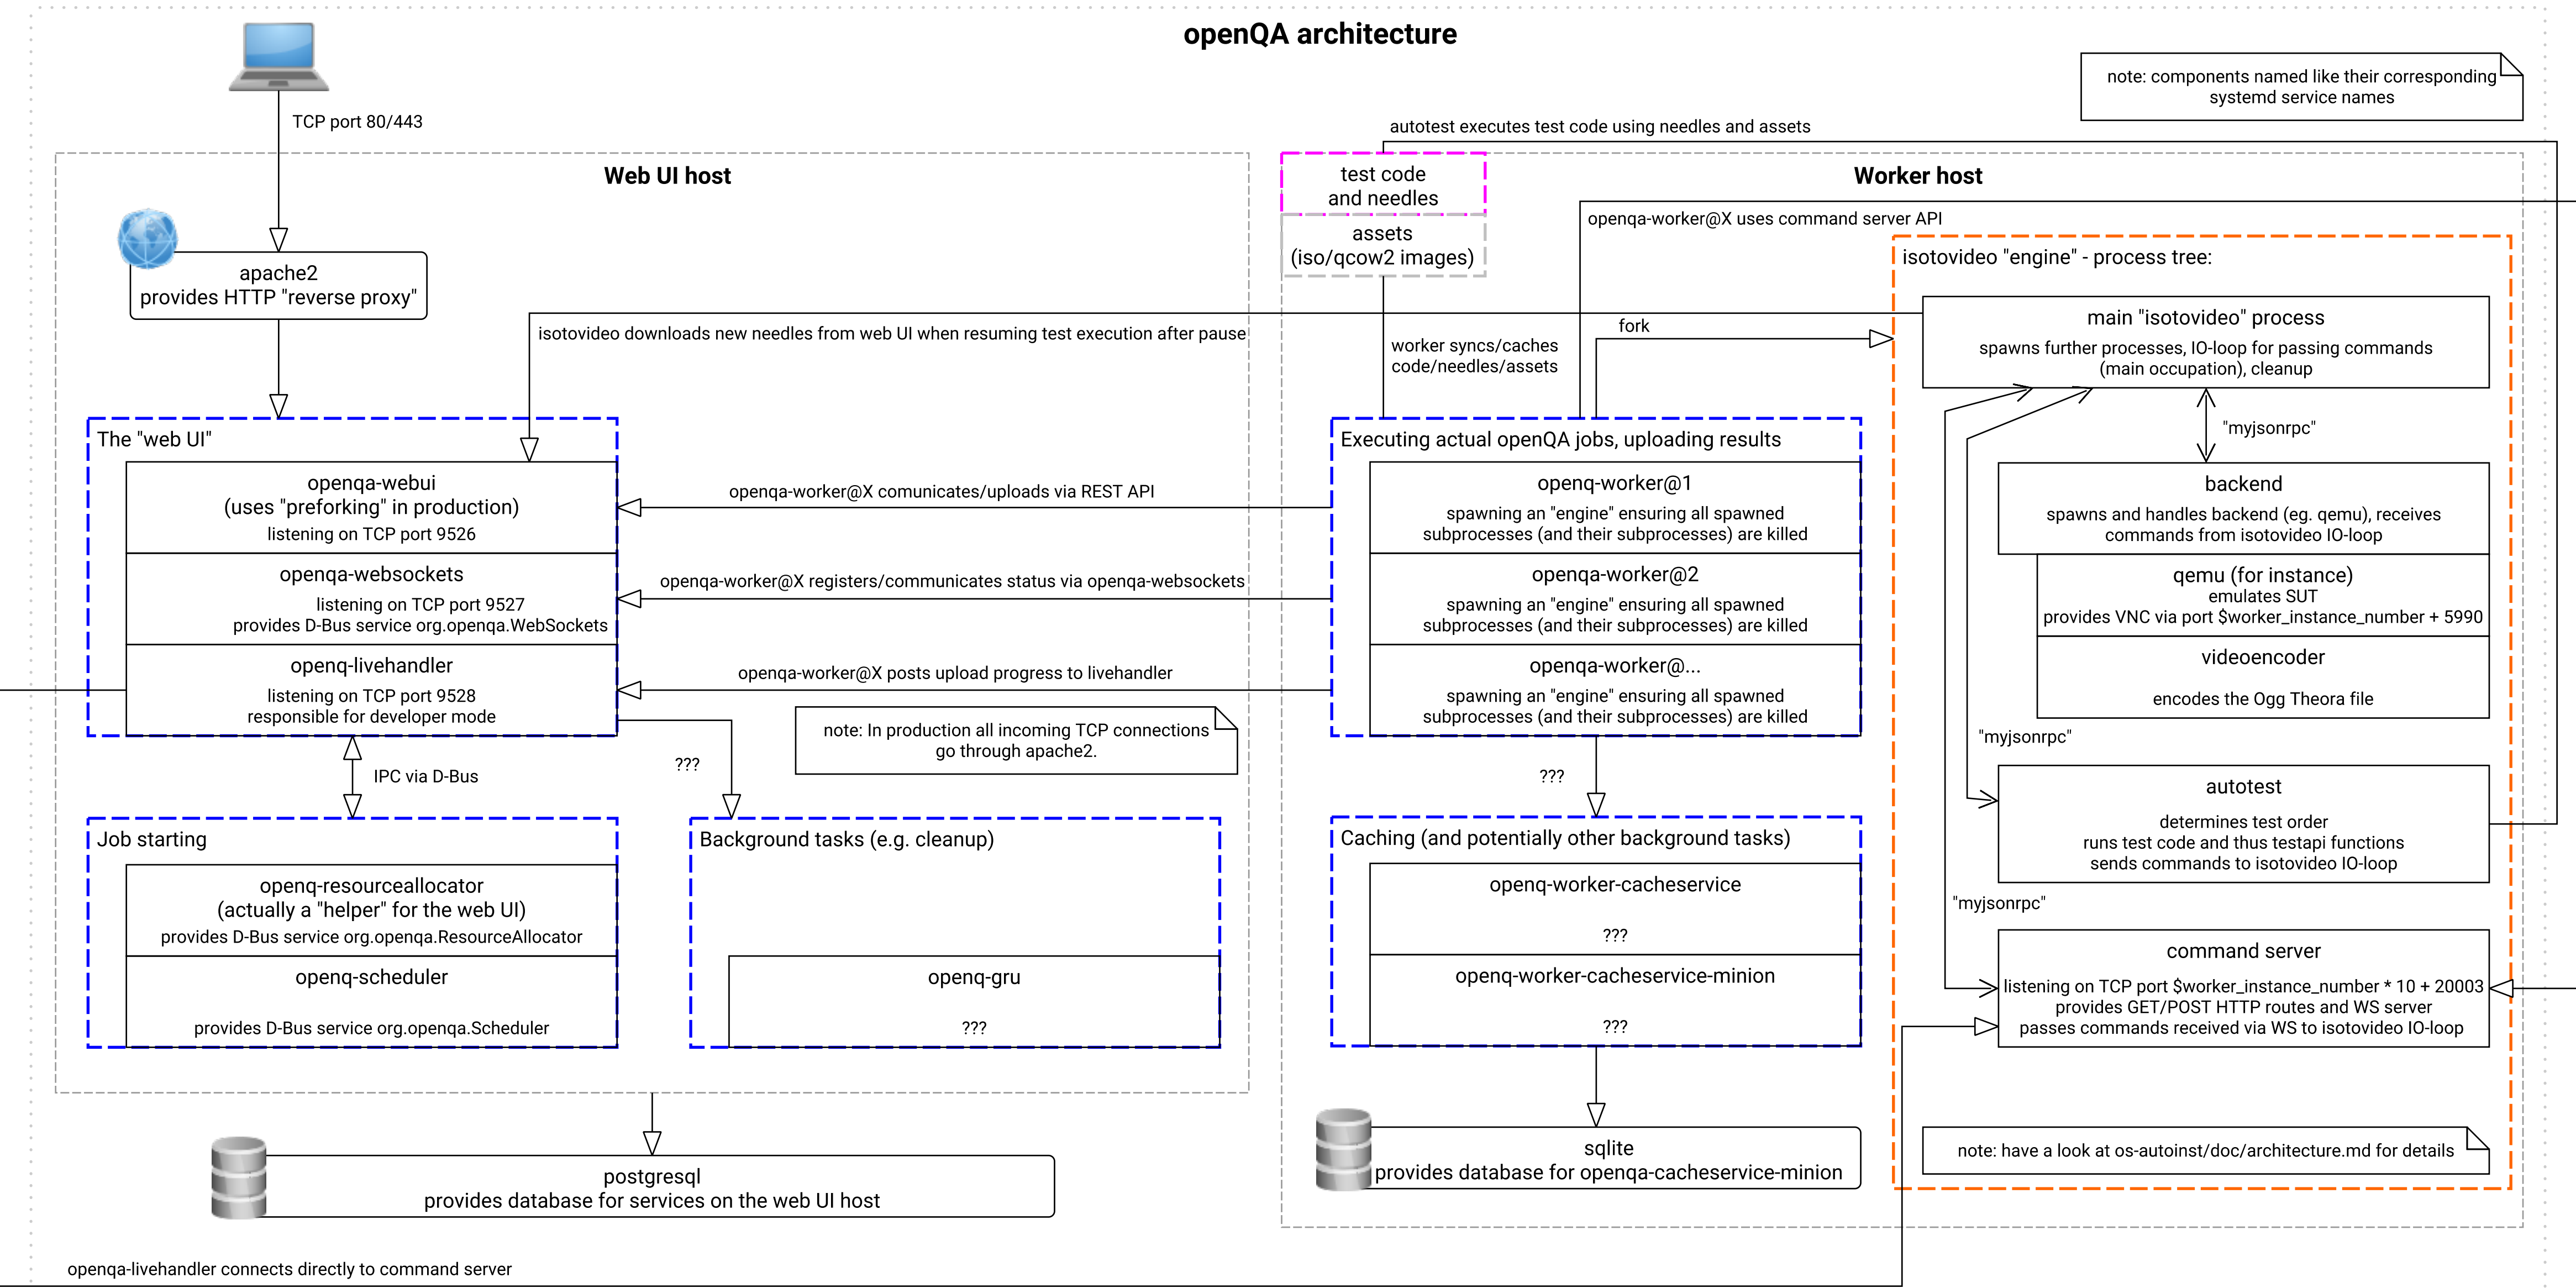 openQA architecture
note: components named like their corresponding
systemd service names
TCP port 80/443
autotest executes test code using needles and assets
Web UI host
test code
and needles
assets
(iso/qcow2 images)
Worker host
openqa-worker@X uses command server API
apache2
provides HTTP "reverse proxy"
isotovideo downloads new needles from web UI when resuming test execution after pause
worker syncs/caches
code/needles/assets
fork
isotovideo "engine" - process tree:
main "isotovideo" process
spawns further processes, IO-loop for passing commands
(main occupation), cleanup
"myjsonrpc"
The "web UI"
openqa-webui
(uses "preforking" in production)
listening on TCP port 9526
openqa-websockets
listening on TCP port 9527
provides D-Bus service org.openqa.WebSockets
openq-livehandler
listening on TCP port 9528
responsible for developer mode
openqa-worker@X comunicates/uploads via REST API
openqa-worker@X registers/communicates status via openqa-websockets
openqa-worker@X posts upload progress to livehandler
note: In production all incoming TCP connections
go through apache2.
Executing actual openQA jobs, uploading results
openq-worker@1
spawning an "engine" ensuring all spawned
subprocesses (and their subprocesses) are killed
openqa-worker@2
spawning an "engine" ensuring all spawned
subprocesses (and their subprocesses) are killed
openqa-worker@...
spawning an "engine" ensuring all spawned
subprocesses (and their subprocesses) are killed
backend
spawns and handles backend (eg. qemu), receives
commands from isotovideo IO-loop
qemu (for instance)
emulates SUT
provides VNC via port $worker_instance_number + 5990
videoencoder
encodes the Ogg Theora file
"myjsonrpc"
IPC via D-Bus
???
???
autotest
determines test order
runs test code and thus testapi functions
sends commands to isotovideo IO-loop
"myjsonrpc"
Job starting
openq-resourceallocator
(actually a "helper" for the web UI)
provides D-Bus service org.openqa.ResourceAllocator
openq-scheduler
provides D-Bus service org.openqa.Scheduler
Background tasks (e.g. cleanup)
openq-gru
???
Caching (and potentially other background tasks)
openq-worker-cacheservice
???
openq-worker-cacheservice-minion
???
command server
listening on TCP port $worker_instance_number * 10 + 20003
provides GET/POST HTTP routes and WS server
passes commands received via WS to isotovideo IO-loop
postgresql
provides database for services on the web UI host
sqlite
provides database for openqa-cacheservice-minion
note: have a look at os-autoinst/doc/architecture.md for details
openqa-livehandler connects directly to command server